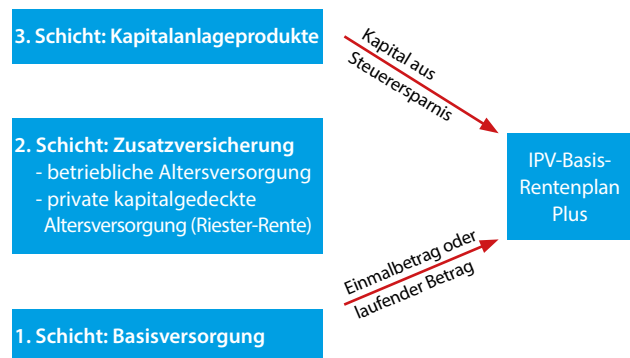 3. Schicht: Kapitalanlageprodukte
Kapital aus
Steuerersparnis
2. Schicht: Zusatzversicherung
- betriebliche Altersversorgung
- private kapitalgedeckte
Altersversorgung (Riester-Rente)
IPV-Basis-
Rentenplan
Plus
Einmalbetrag oder
laufender Betrag
1. Schicht: Basisversorgung